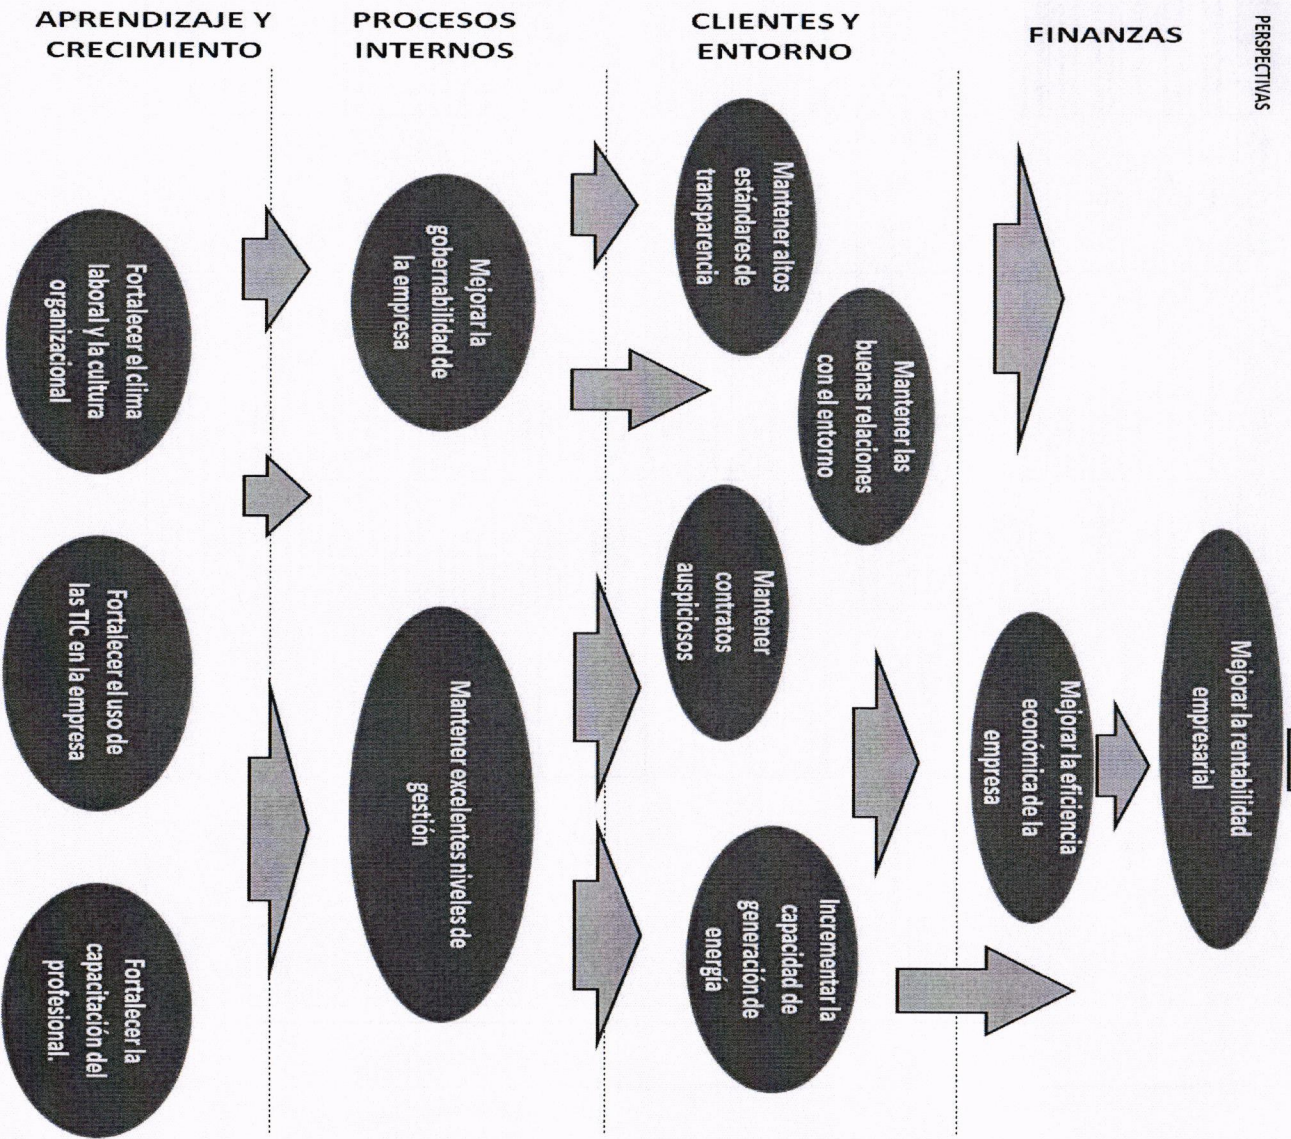 PERSPECTIVAS
FINANZAS
Mejorar la rentabilidad
empresarial
Mejorar la eficiencia
económica de la
empresa
CLIENTES Y
ENTORNO
Mantener las
buenas relaciones
con el entorno
Mantener altos
estándares de
transparencia
Mantener
contratos
auspiciosos
Incrementar la
capacidad de
generación de
energía
PROCESOS
INTERNOS
Mejorar la
gobernabilidad de
la empresa
Mantener excelentes niveles de
gestión
APRENDIZAJE Y
CRECIMIENTO
Fortalecer el clima
laboral y la cultura
organizacional
Fortalecer el uso de
las TIC en la empresa
Fortalecer la
capacitación del
profesional.